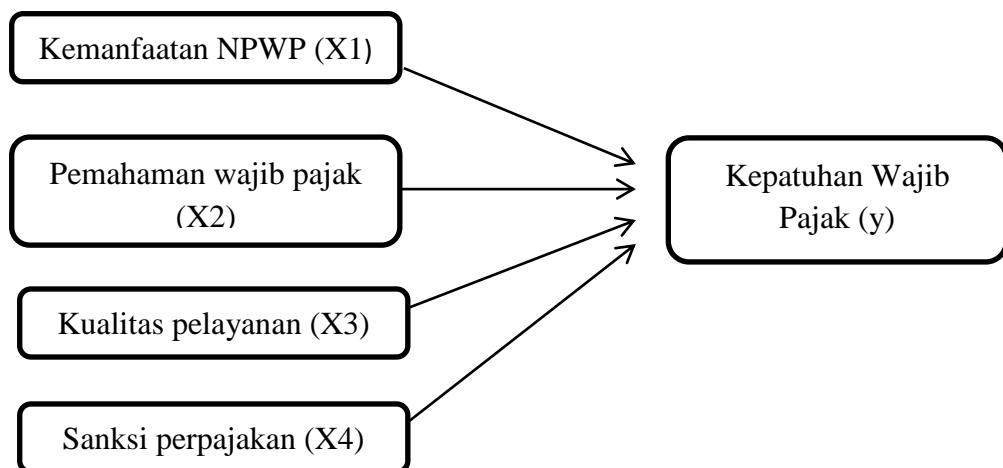 Kemanfaatan NPWP (X1)
Pemahaman wajib pajak
(X2)
Kualitas pelayanan (X3)
Sanksi perpajakan (X4)
Kepatuhan Wajib
Pajak (y)